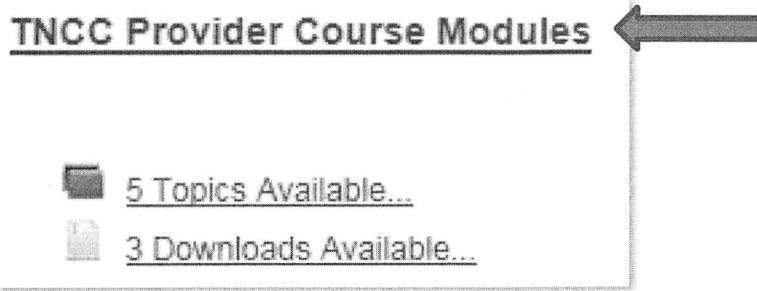 TNCC Provider Course Modules
5 Topics Available...
3 Downloads Available...